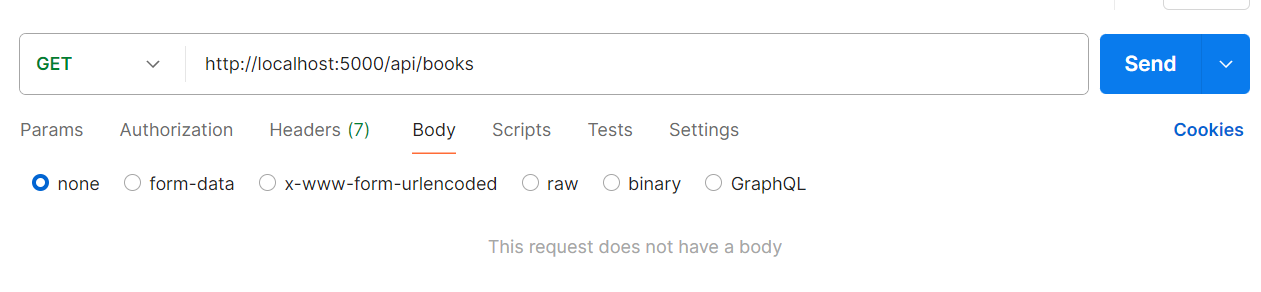 GET http://localhost:5000/api/books Send
Params Authorization Headers (7) Body Scripts Tests Settings Cookies
none form-data x-www-form-urlencoded raw binary GraphQL
This request does not have a body